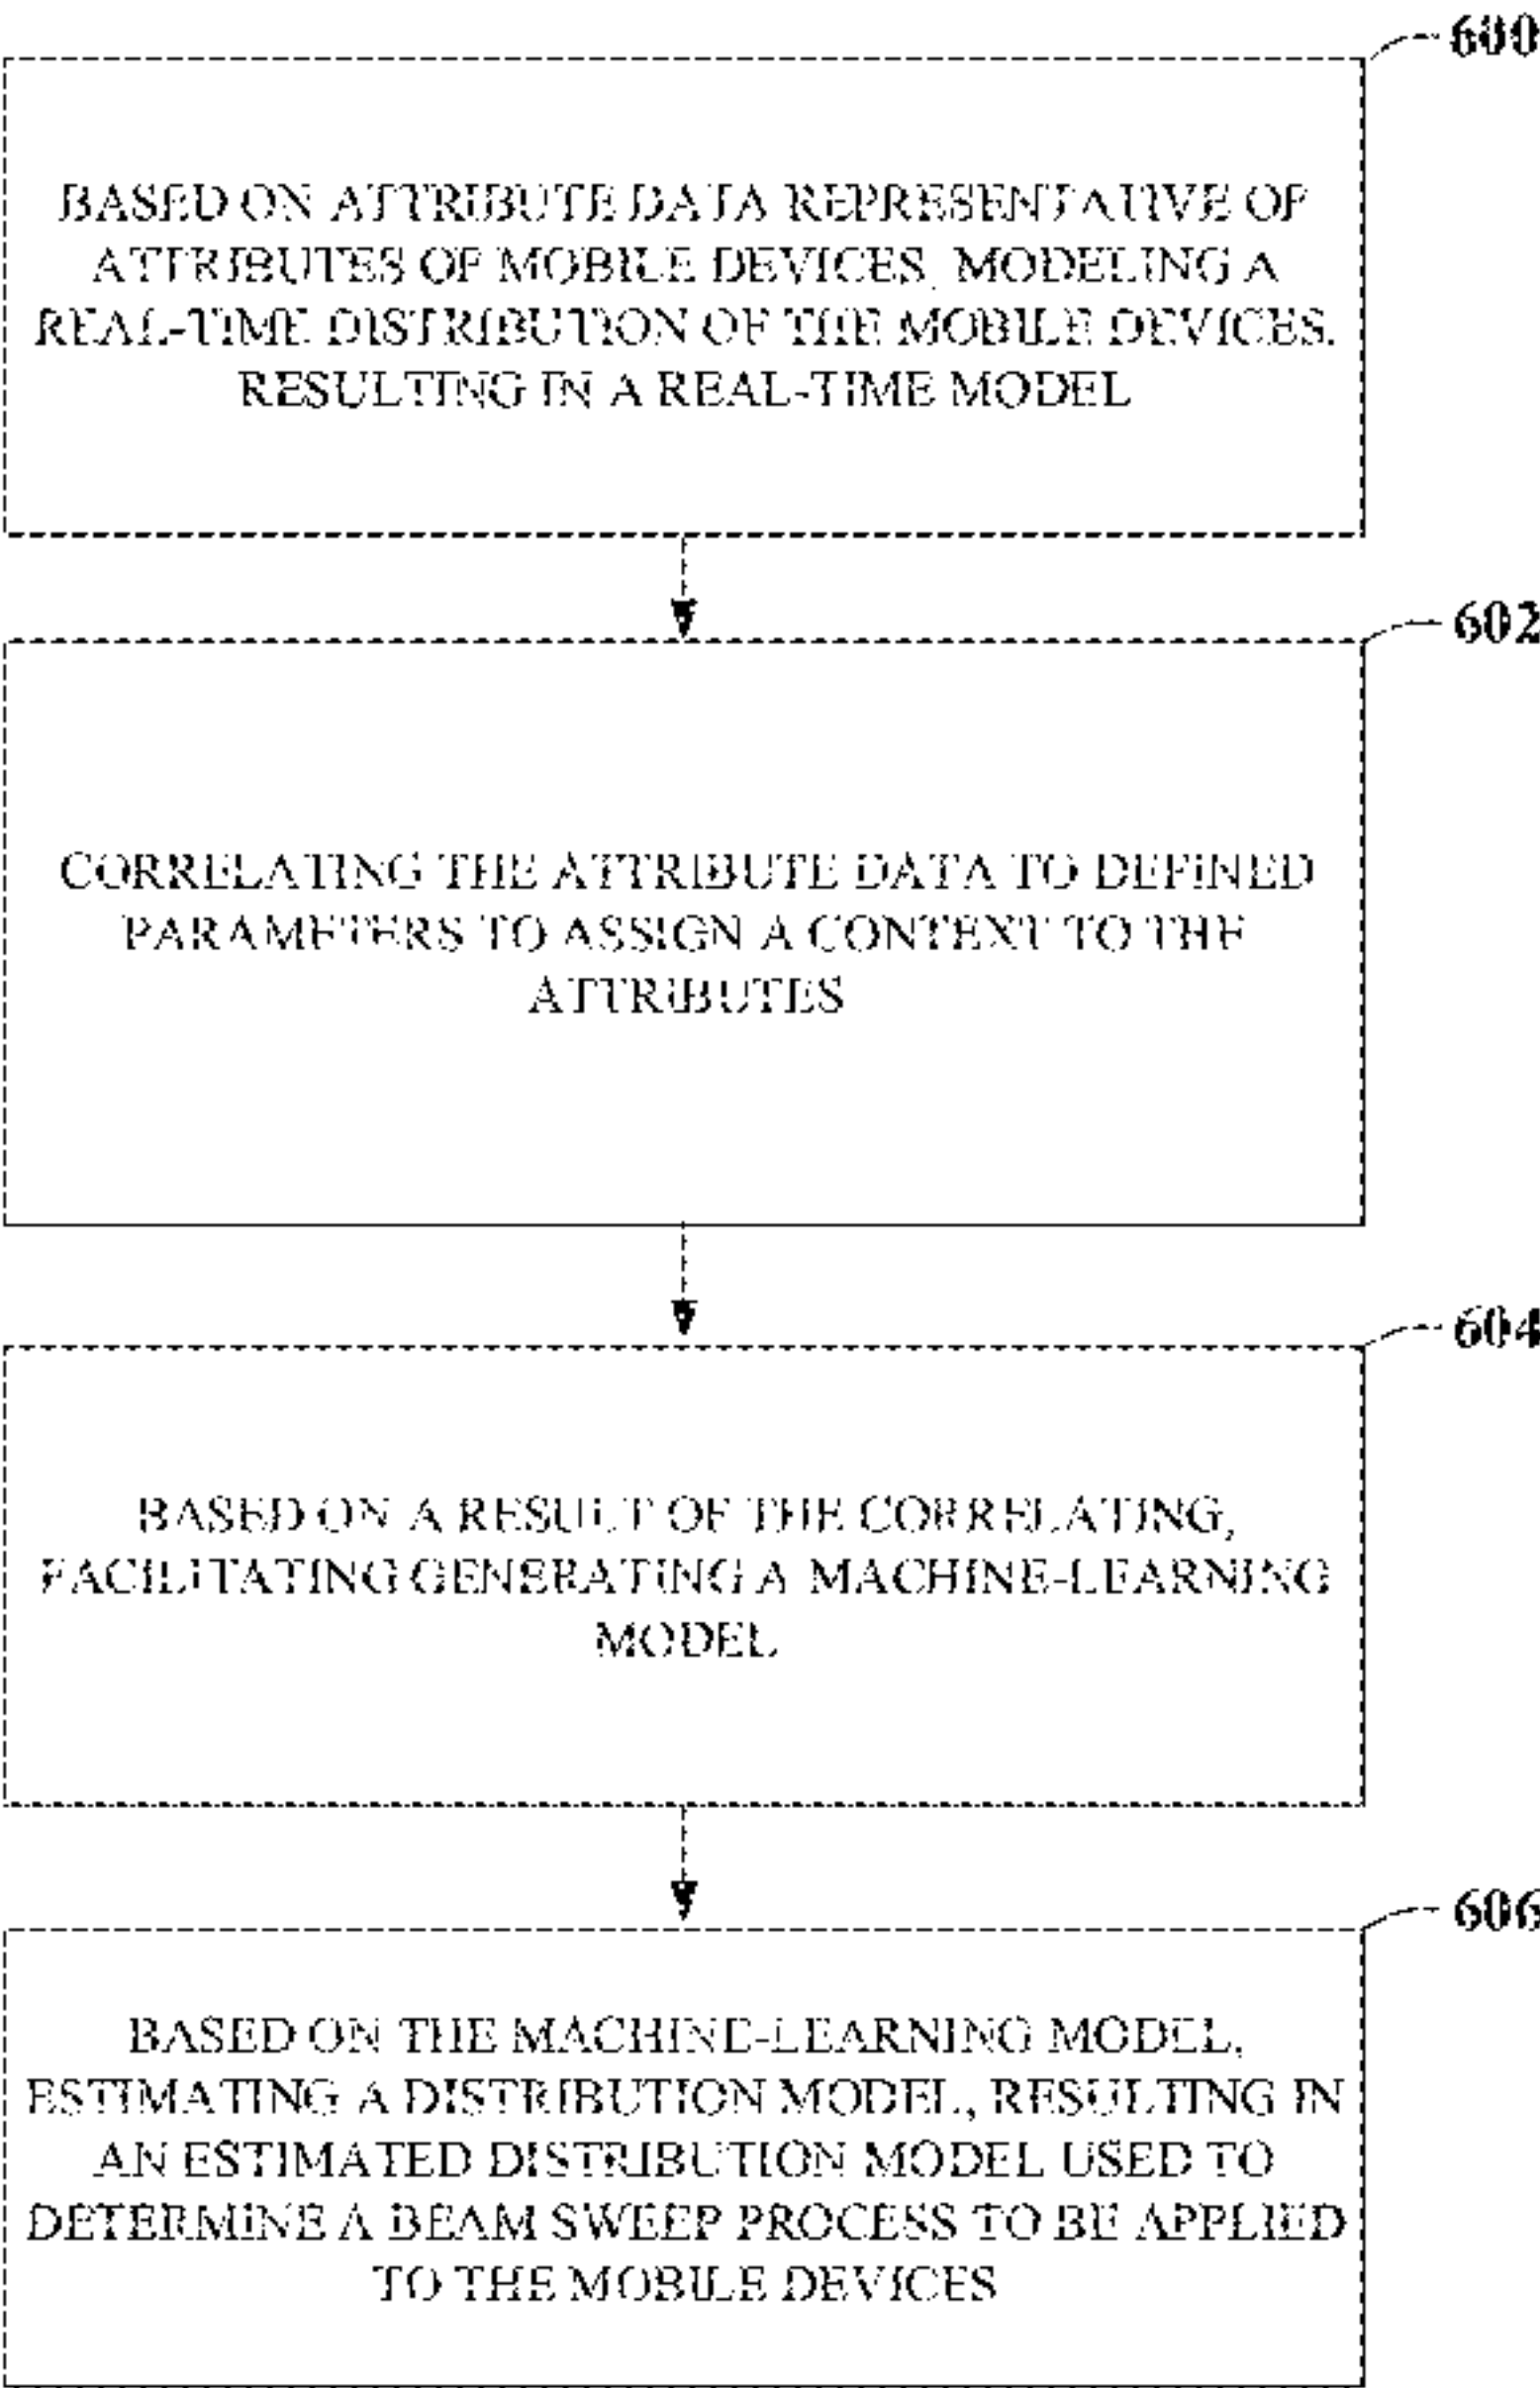 600
BASED ON ATTRIBUTE DATA REPRESENTATIVE OF
ATTRIBUTES OF MOBILE DEVICES, MODELING A
REAL-TIME DISTRIBUTION OF THE MOBILE DEVICES,
RESULTING IN A REAL-TIME MODEL
602
CORRELATING THE ATTRIBUTE DATA TO DEFINED
PARAMETERS TO ASSIGN A CONTEXT TO THE
ATTRIBUTES
604
BASED ON A RESULT OF THE CORRELATING,
FACILITATING GENERATING A MACHINE-LEARNING
MODEL
606
BASED ON THE MACHINE-LEARNING MODEL,
ESTIMATING A DISTRIBUTION MODEL, RESULTING IN
AN ESTIMATED DISTRIBUTION MODEL USED TO
DETERMINE A BEAM SWEEP PROCESS TO BE APPLIED
TO THE MOBILE DEVICES